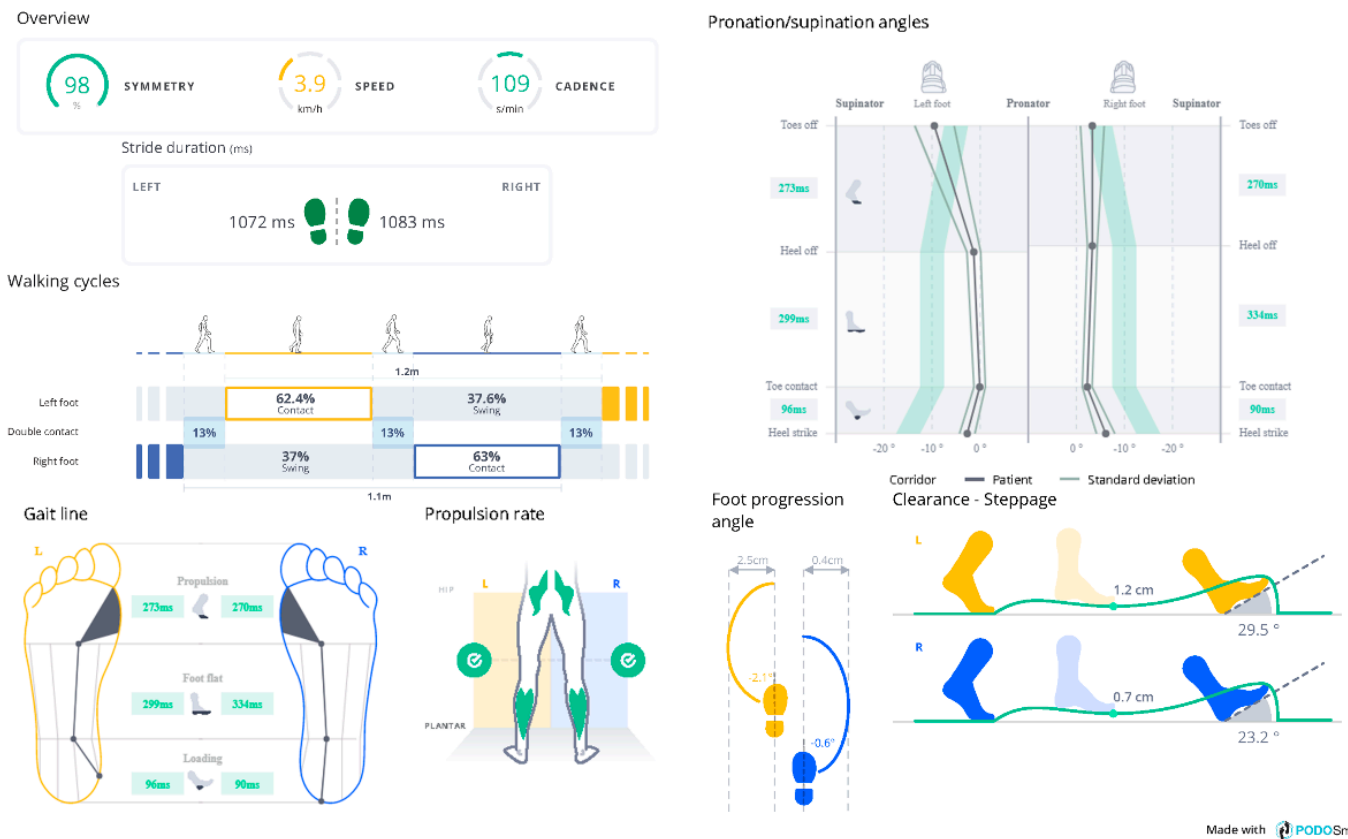 Overview
98
%
SYMMETRY
3.9
km/h
SPEED
109
s/min
CADENCE
Stride duration (ms)
LEFT
RIGHT
1072 ms
1083 ms
Walking cycles
1.2m
Left foot
62.4%
Contact
37.6%
Swing
Double contact
13%
13%
13%
Right foot
37%
Swing
63%
Contact
1.1m
Gait line
L
R
Propulsion
273ms
270ms
Foot flat
299ms
334ms
Loading
96ms
90ms
Propulsion rate
HIP
L
R
PLANTAR
Pronation/supination angles
Supinator
Left foot
Pronator
Right foot
Supinator
Toes off
Toes off
273ms
270ms
Heel off
Heel off
299ms
334ms
Toe contact
Toe contact
96ms
90ms
Heel strike
Heel strike
-20 °
-10 °
0 °
0 °
-10 °
-20 °
Corridor
Patient
Standard deviation
Foot progression
angle
2.5cm
0.4cm
-2.1°
-0.6°
Clearance - Steppage
L
1.2 cm
29.5 °
R
0.7 cm
23.2 °
Made with